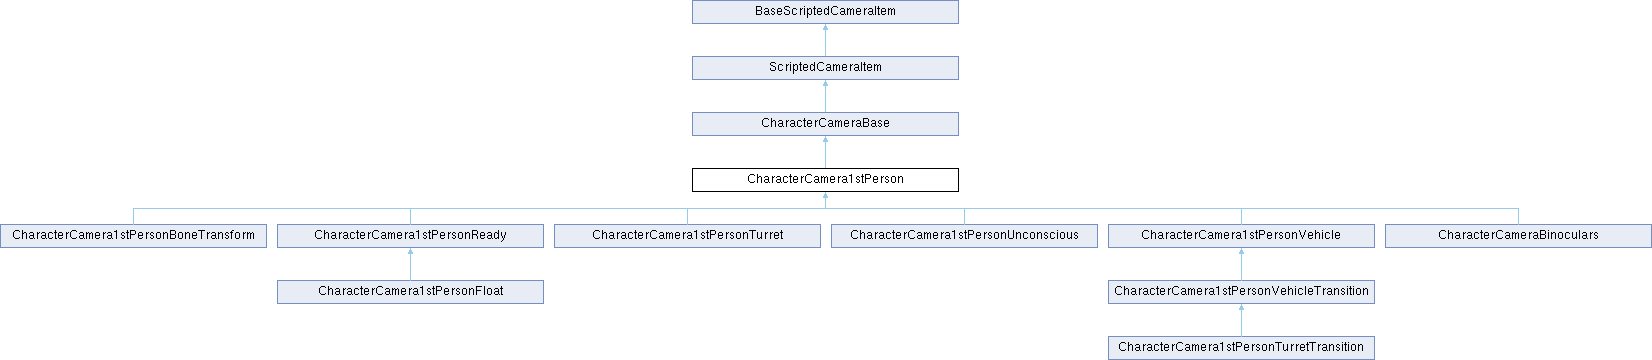 BaseScriptedCameraItem
ScriptedCameraItem
CharacterCameraBase
CharacterCamera1stPerson
CharacterCamera1stPersonBoneTransform
CharacterCamera1stPersonReady
CharacterCamera1stPersonTurret
CharacterCamera1stPersonUnconscious
CharacterCamera1stPersonVehicle
CharacterCameraBinoculars
CharacterCamera1stPersonFloat
CharacterCamera1stPersonVehicleTransition
CharacterCamera1stPersonTurretTransition